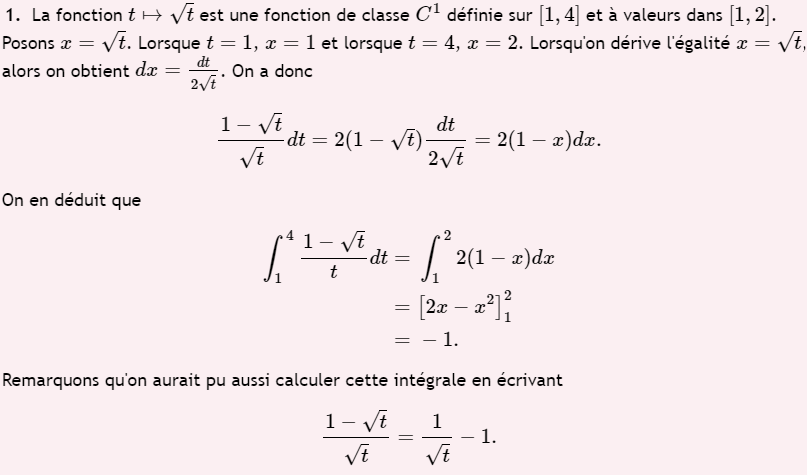 1. La fonction $t \mapsto \sqrt{t}$ est une fonction de classe $C^1$ définie sur $[1,4]$ et à valeurs dans $[1,2]$.
Posons $x = \sqrt{t}$. Lorsque $t = 1$, $x = 1$ et lorsque $t = 4$, $x = 2$. Lorsqu'on dérive l'égalité $x = \sqrt{t}$,
alors on obtient $dx = \frac{dt}{2\sqrt{t}}$. On a donc
$\frac{1-\sqrt{t}}{\sqrt{t}}dt = 2(1-\sqrt{t})\frac{dt}{2\sqrt{t}} = 2(1-x)dx.$
On en déduit que
$\int_1^4 \frac{1-\sqrt{t}}{t}dt = \int_1^2 2(1-x)dx$
$= \left[2x - x^2\right]_1^2$
$= -1.$
Remarquons qu'on aurait pu aussi calculer cette intégrale en écrivant
$\frac{1-\sqrt{t}}{\sqrt{t}} = \frac{1}{\sqrt{t}} - 1.$